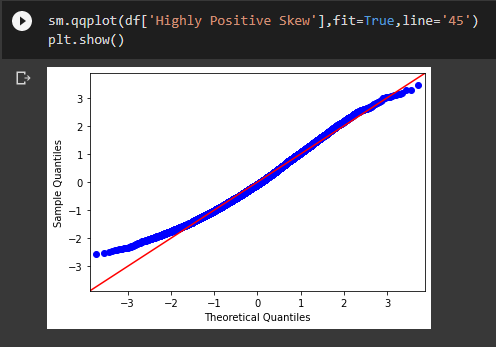 sm.qqplot(df['Highly Positive Skew'],fit=True,line='45')
plt.show()
3
2
1
0
−1
−2
−3
Sample Quantiles
−3 −2 −1 0 1 2 3
Theoretical Quantiles